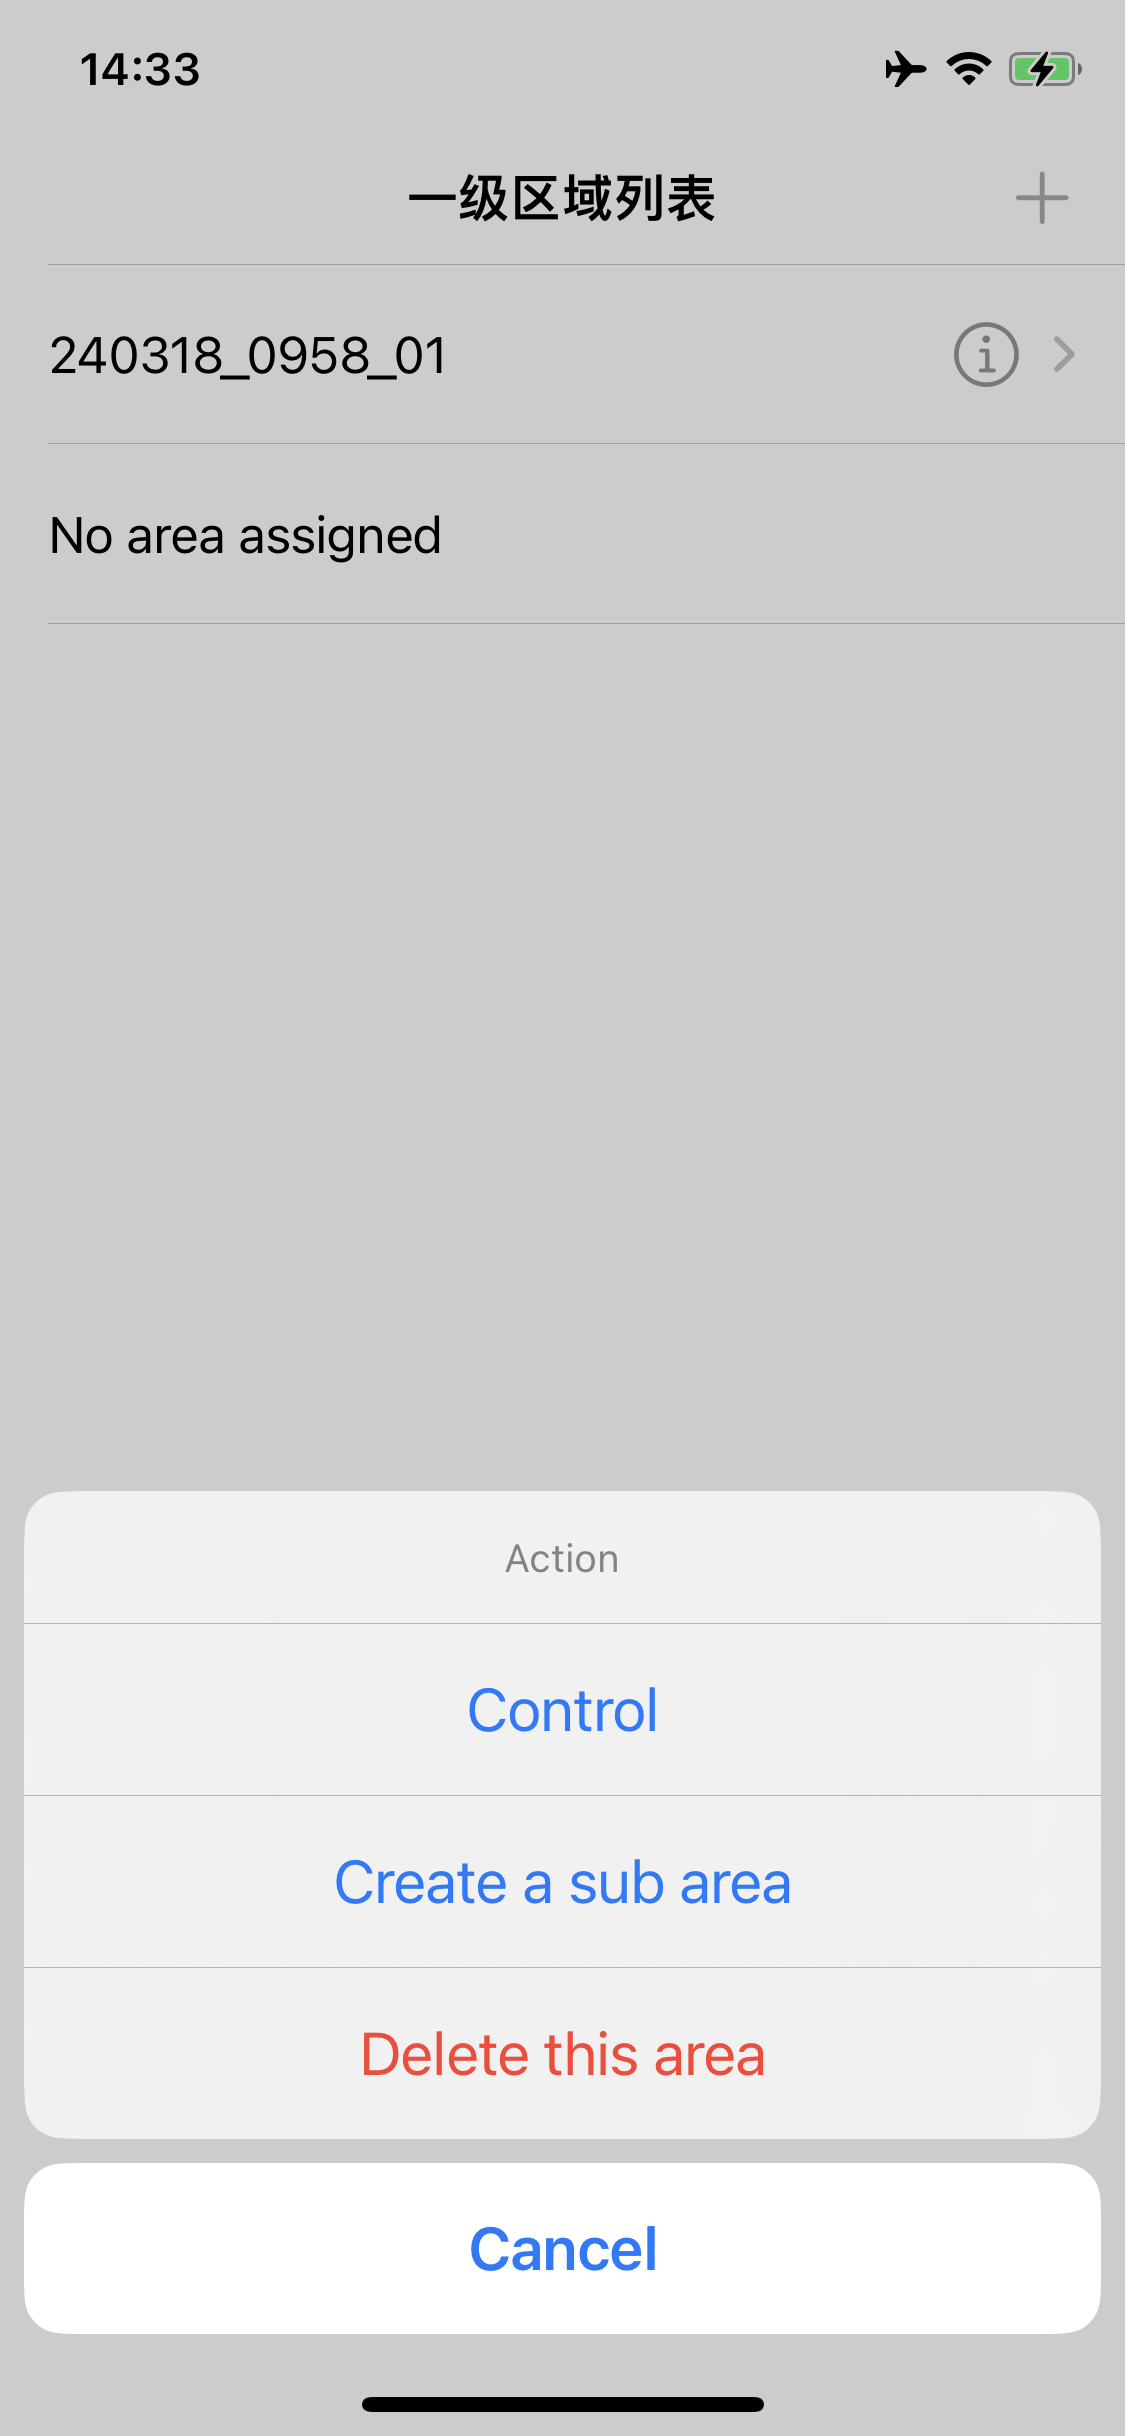 14:33
一级区域列表
240318_0958_01
No area assigned
Action
Control
Create a sub area
Delete this area
Cancel